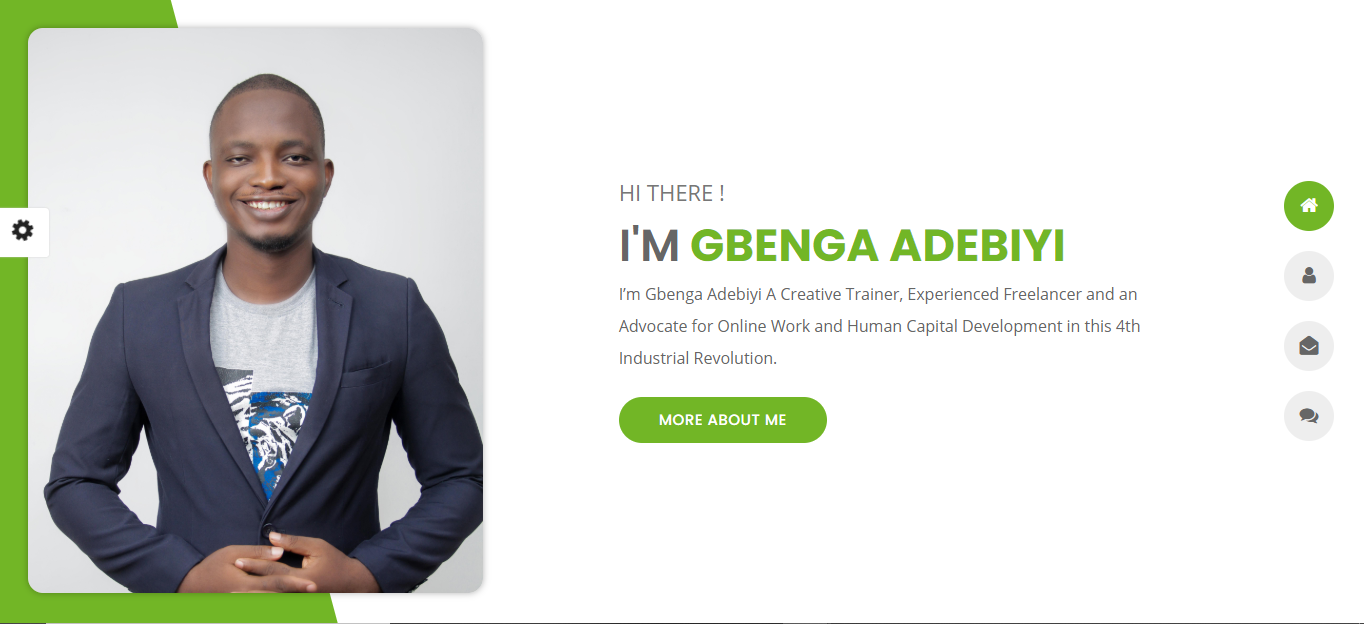 HI THERE !
I'M GBENGA ADEBIYI
I'm Gbenga Adebiyi A Creative Trainer, Experienced Freelancer and an
Advocate for Online Work and Human Capital Development in this 4th
Industrial Revolution.
MORE ABOUT ME